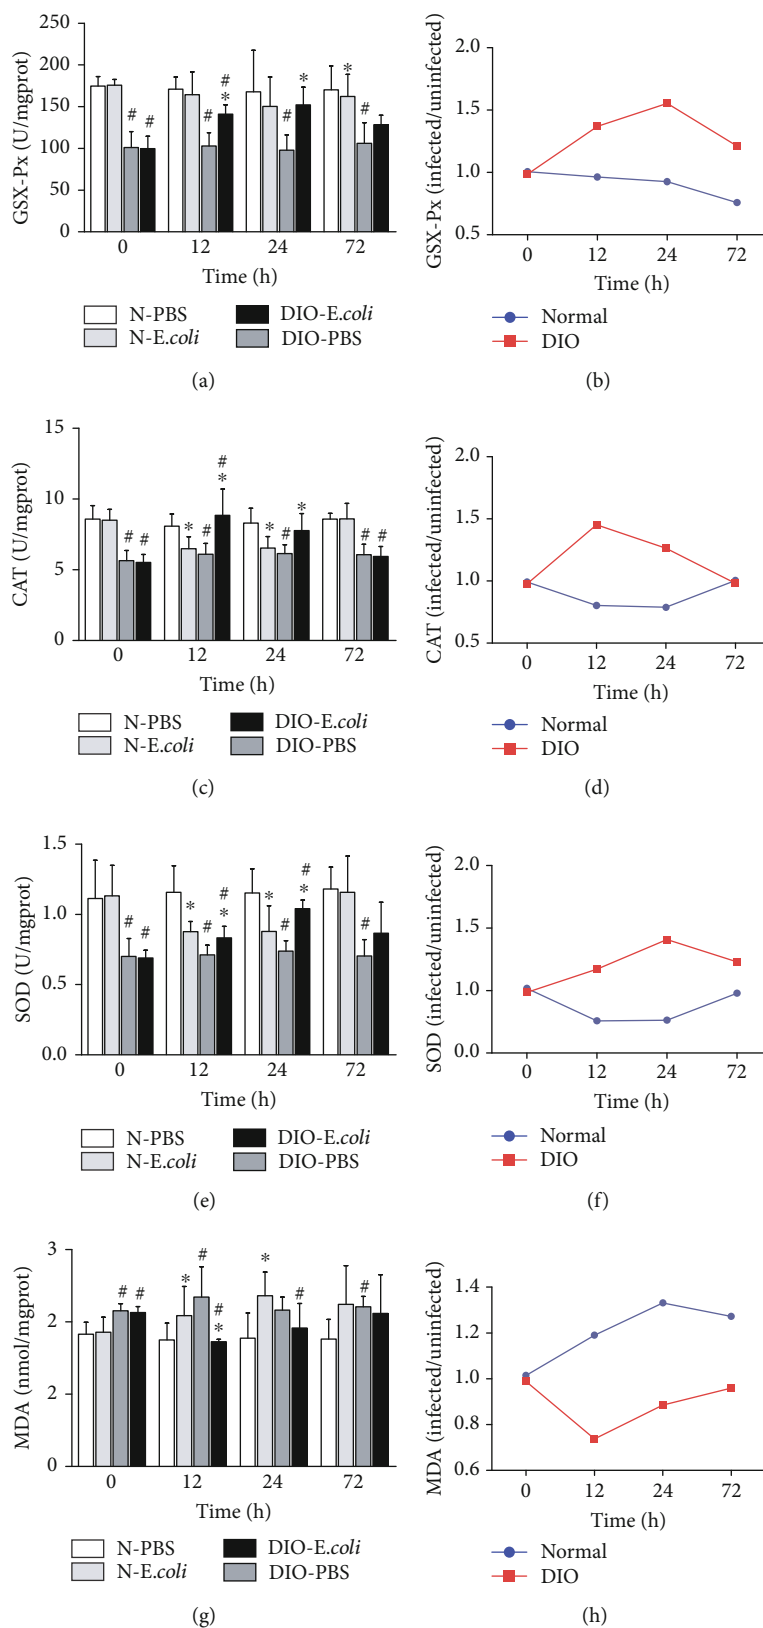 GSX-Px (U/mgprot)
250
200
150
100
50
0
# # # # * # * * #
0 12 24 72
Time (h)
N-PBS DIO-E.coli
N-E.coli DIO-PBS
(a)
GSX-Px (infected/uninfected)
2.0
1.5
1.0
0.5
0 12 24 72
Time (h)
Normal
DIO
(b)
CAT (U/mgprot)
15
10
5
0
# # * # # * * # * # #
0 12 24 72
Time (h)
N-PBS DIO-E.coli
N-E.coli DIO-PBS
(c)
CAT (infected/uninfected)
2.0
1.5
1.0
0.5
0 12 24 72
Time (h)
Normal
DIO
(d)
SOD (U/mgprot)
1.5
1.0
0.5
0.0
# # * # # * * # # * #
0 12 24 72
Time (h)
N-PBS DIO-E.coli
N-E.coli DIO-PBS
(e)
SOD (infected/uninfected)
2.0
1.5
1.0
0.0
0 12 24 72
Time (h)
Normal
DIO
(f)
MDA (nmol/mgprot)
3
2
2
0
# # * # # * * # #
0 12 24 72
Time (h)
N-PBS DIO-E.coli
N-E.coli DIO-PBS
(g)
MDA (infected/uninfected)
1.4
1.2
1.0
0.8
0.6
0 12 24 72
Time (h)
Normal
DIO
(h)